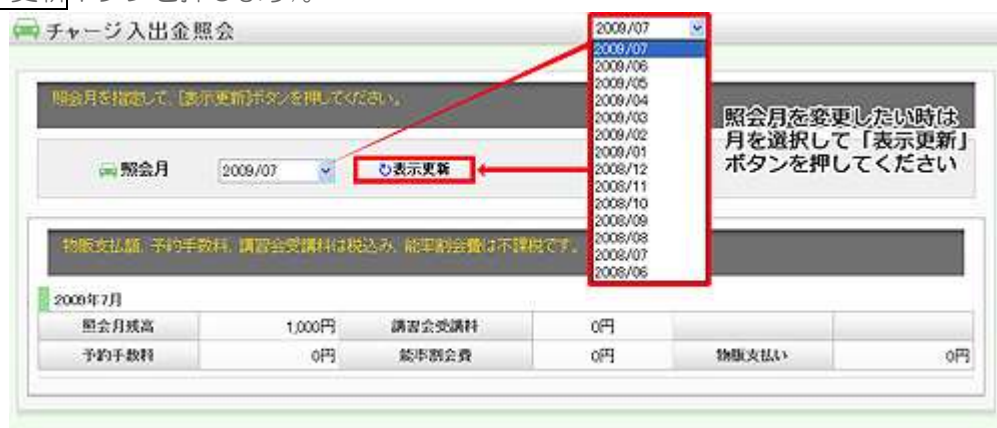 更新
を押します。
チャージ入出金照会
2009/07
2009/07
2009/06
2009/05
2009/04
2009/03
2009/02
2009/01
2008/12
2008/11
2008/10
2008/09
2008/08
2008/07
2008/06
照会月を指定して、[表示更新]ボタンを押してください。
照会月を変更したい時は
月を選択して「表示更新」
ボタンを押してください
照会月 2009/07 表示更新
物販支払額、予約手数料、講習会受講料は税込み、能率割会費は不課税です。
2009年7月
照会月残高 1,000円 講習会受講料 0円
予約手数料 0円 能率割会費 0円 物販支払い 0円